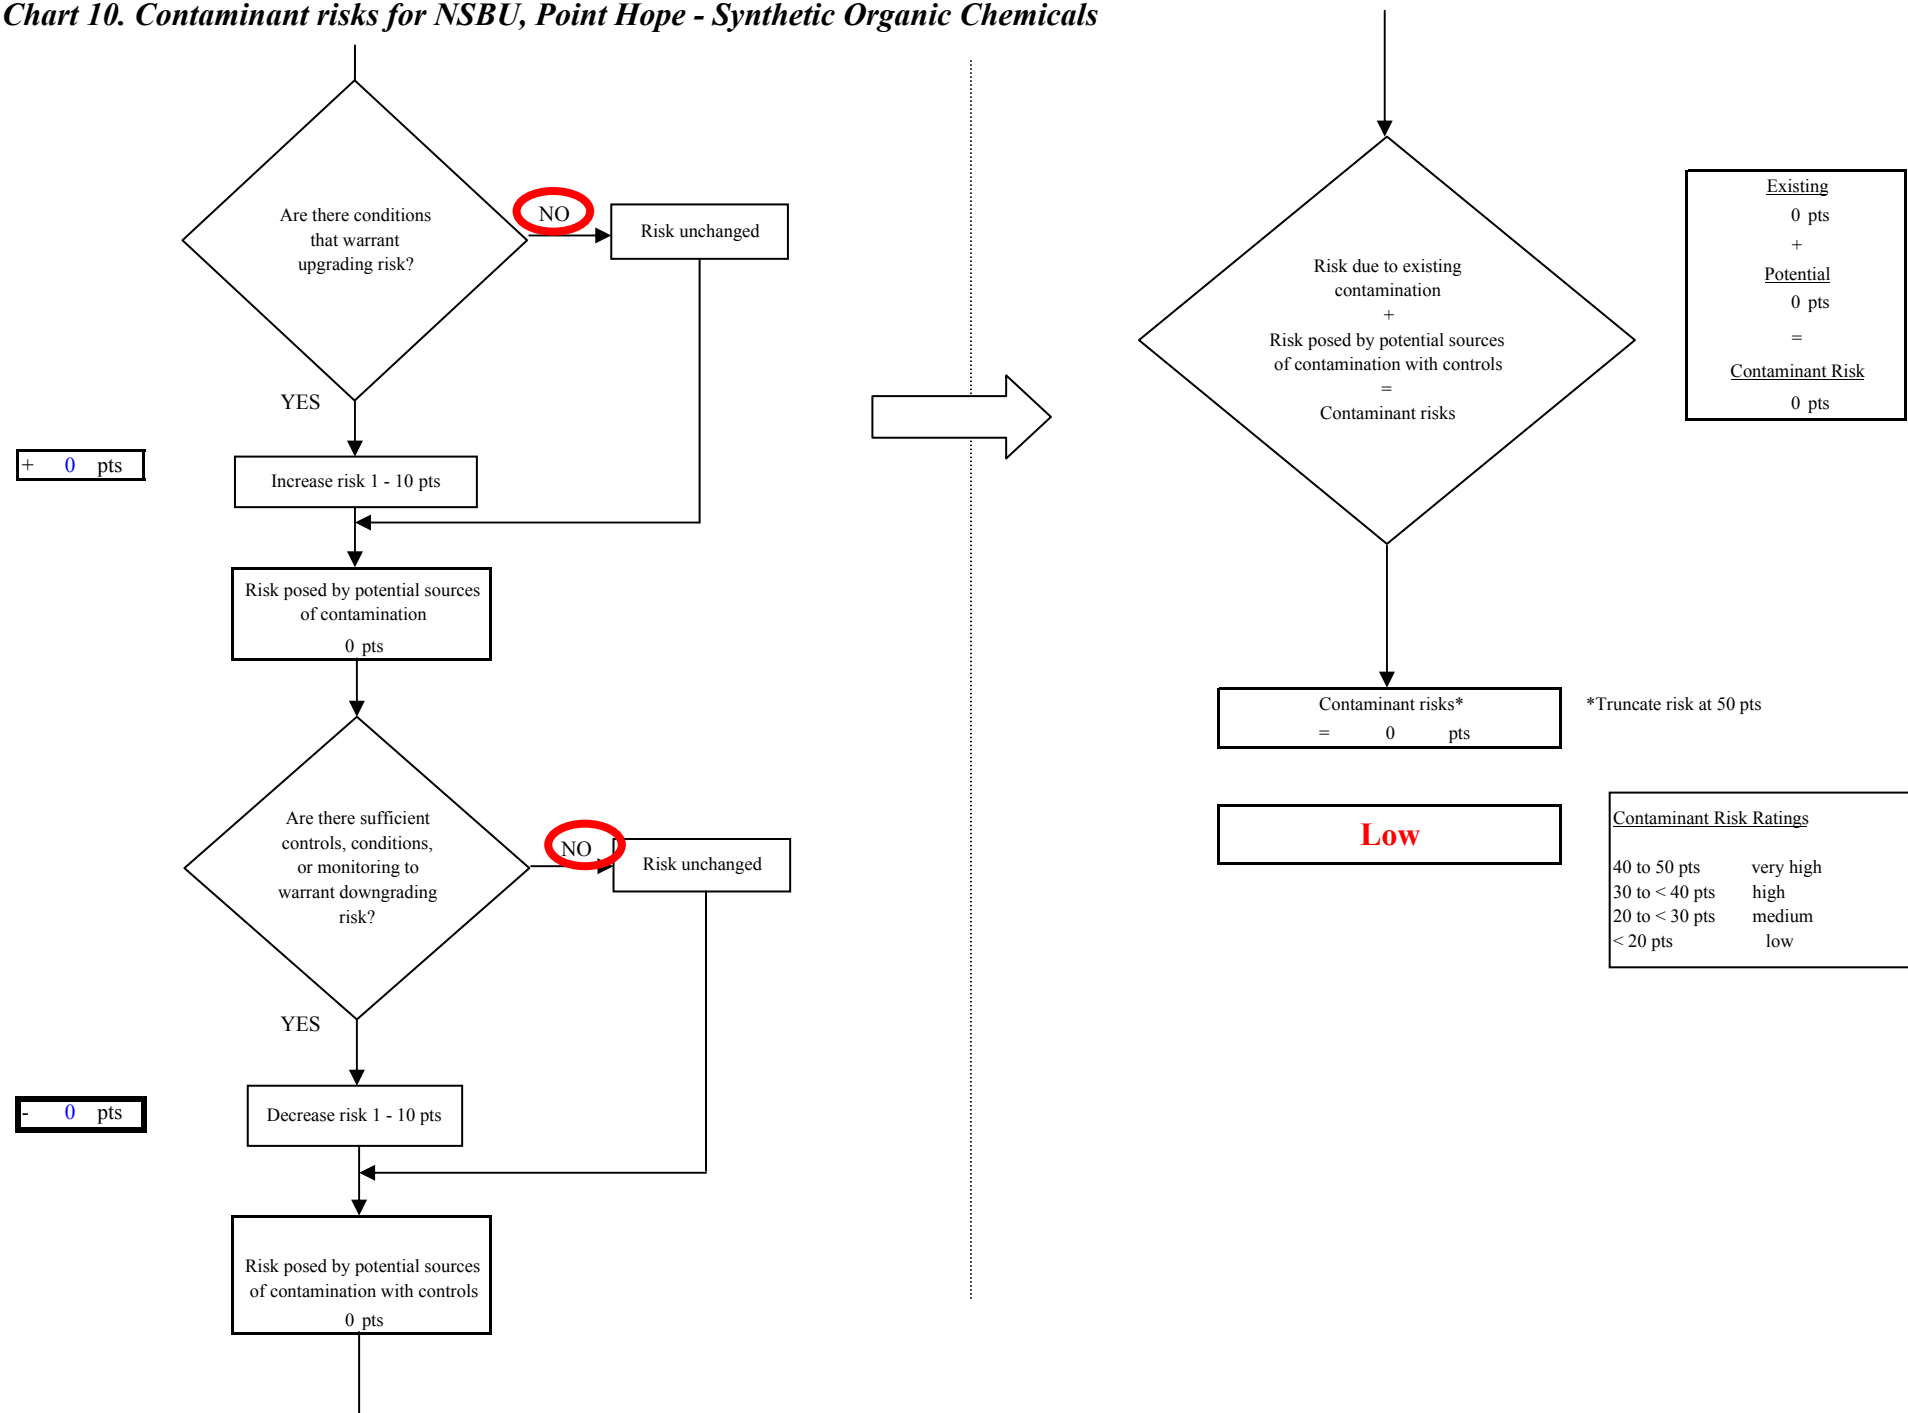 Chart 10. Contaminant risks for NSBU, Point Hope - Synthetic Organic Chemicals
Are there conditions
that warrant
upgrading risk?
NO
Risk unchanged
YES
+ 0 pts
Increase risk 1 - 10 pts
Risk posed by potential sources
of contamination
0 pts
Are there sufficient
controls, conditions,
or monitoring to
warrant downgrading
risk?
NO
Risk unchanged
YES
- 0 pts
Decrease risk 1 - 10 pts
Risk posed by potential sources
of contamination with controls
0 pts
Risk due to existing
contamination
+
Risk posed by potential sources
of contamination with controls
=
Contaminant risks
Existing
0 pts
+
Potential
0 pts
=
Contaminant Risk
0 pts
Contaminant risks*
= 0 pts
*Truncate risk at 50 pts
Low
Contaminant Risk Ratings
40 to 50 pts very high
30 to < 40 pts high
20 to < 30 pts medium
< 20 pts low